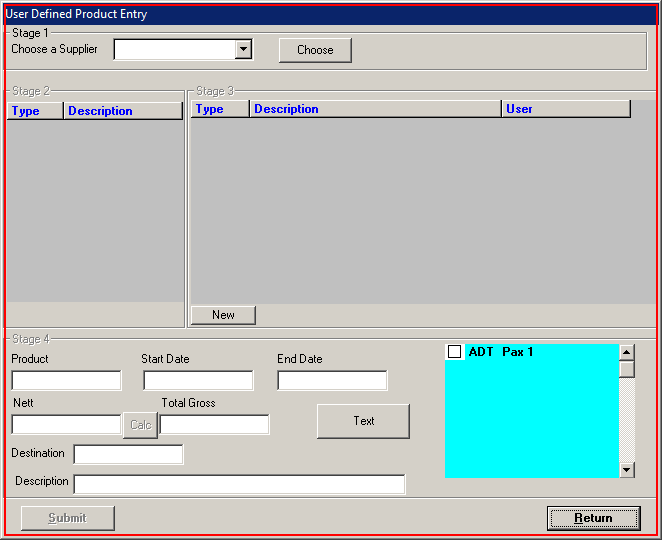 User Defined Product Entry
Stage 1
Choose a Supplier Choose
Stage 2 Stage 3
Type Description Type Description User
New
Stage 4
Product Start Date End Date ADT Pax 1
Nett Total Gross
Calc Text
Destination
Description
Submit Return